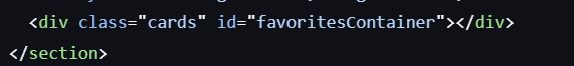 <div class="cards" id="favoritesContainer"></div>
</section>